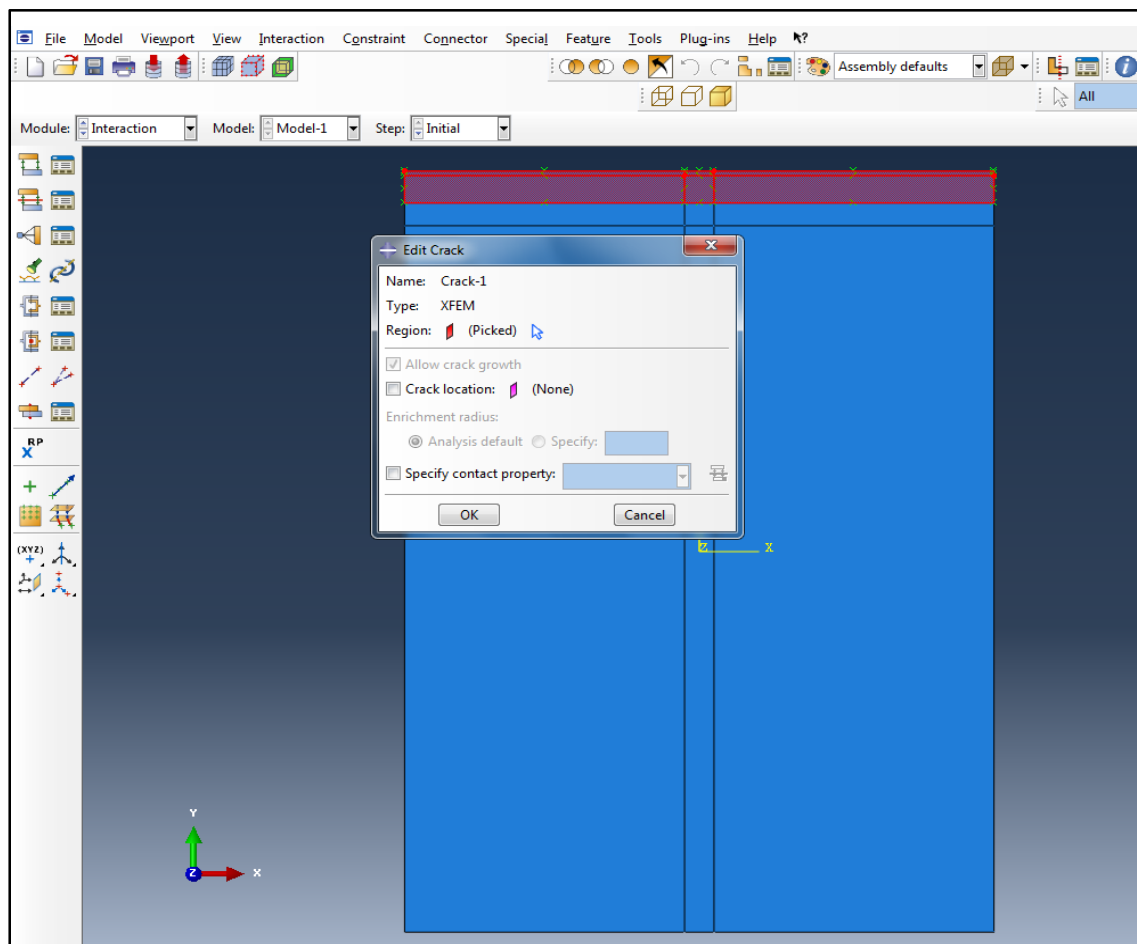 File Model Viewport View Interaction Constraint Connector Special Feature Tools Plug-ins Help ?
Assembly defaults i
All
Module: Interaction Model: Model-1 Step: Initial
Edit Crack
Name: Crack-1
Type: XFEM
Region: (Picked)
Allow crack growth
Crack location: (None)
Enrichment radius:
Analysis default Specify:
Specify contact property:
OK Cancel
RP
X
(XYZ)
Z X
Y
Z X